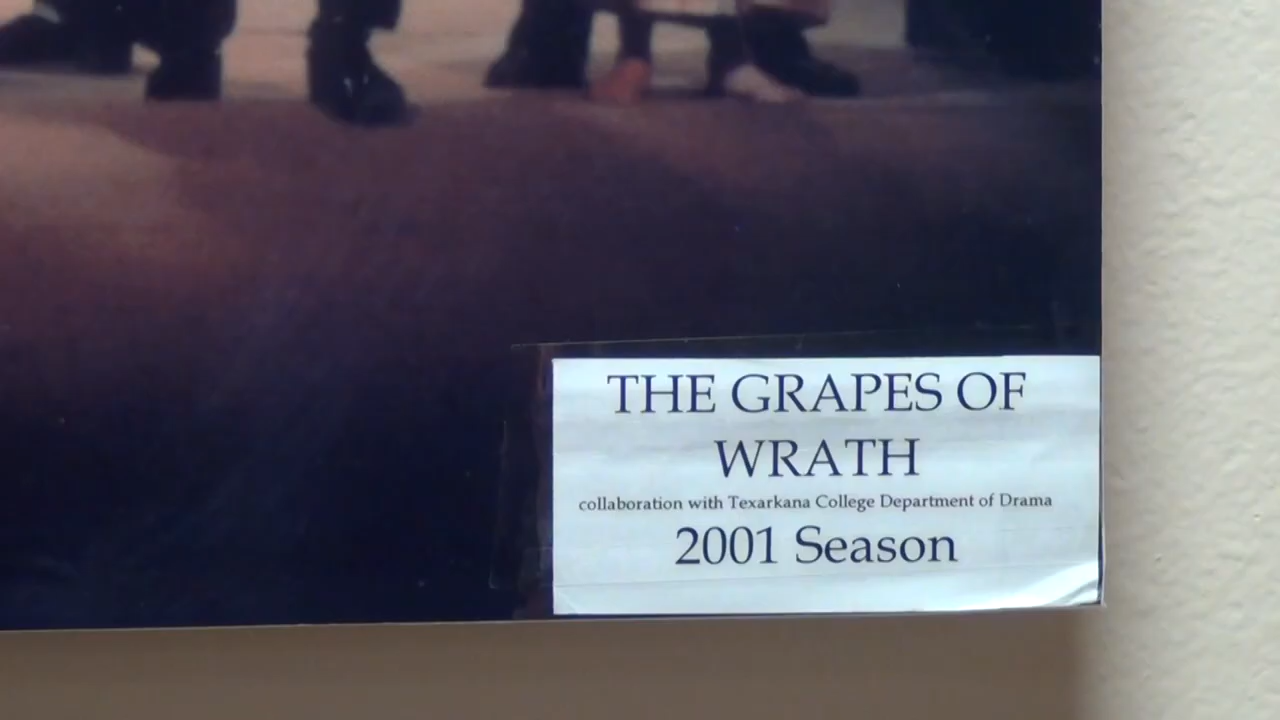 THE GRAPES OF
WRATH
collaboration with Texarkana College Department of Drama
2001 Season